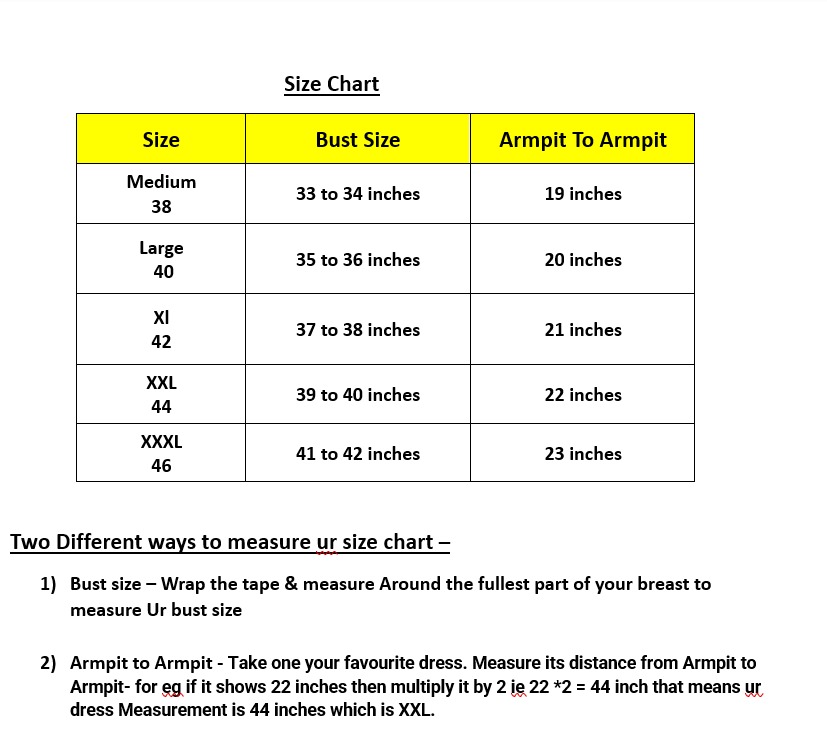 Size Chart
Size Bust Size Armpit To Armpit
Medium
38 33 to 34 inches 19 inches
Large
40 35 to 36 inches 20 inches
Xl
42 37 to 38 inches 21 inches
XXL
44 39 to 40 inches 22 inches
XXXL
46 41 to 42 inches 23 inches
Two Different ways to measure ur size chart –
1) Bust size – Wrap the tape & measure Around the fullest part of your breast to
measure Ur bust size
2) Armpit to Armpit - Take one your favourite dress. Measure its distance from Armpit to
Armpit- for eg if it shows 22 inches then multiply it by 2 ie 22 *2 = 44 inch that means ur
dress Measurement is 44 inches which is XXL.